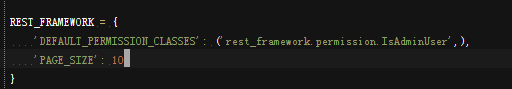 REST_FRAMEWORK = {
    'DEFAULT_PERMISSION_CLASSES': ('rest_framework.permission.IsAdminUser',),
    'PAGE_SIZE': 10
}